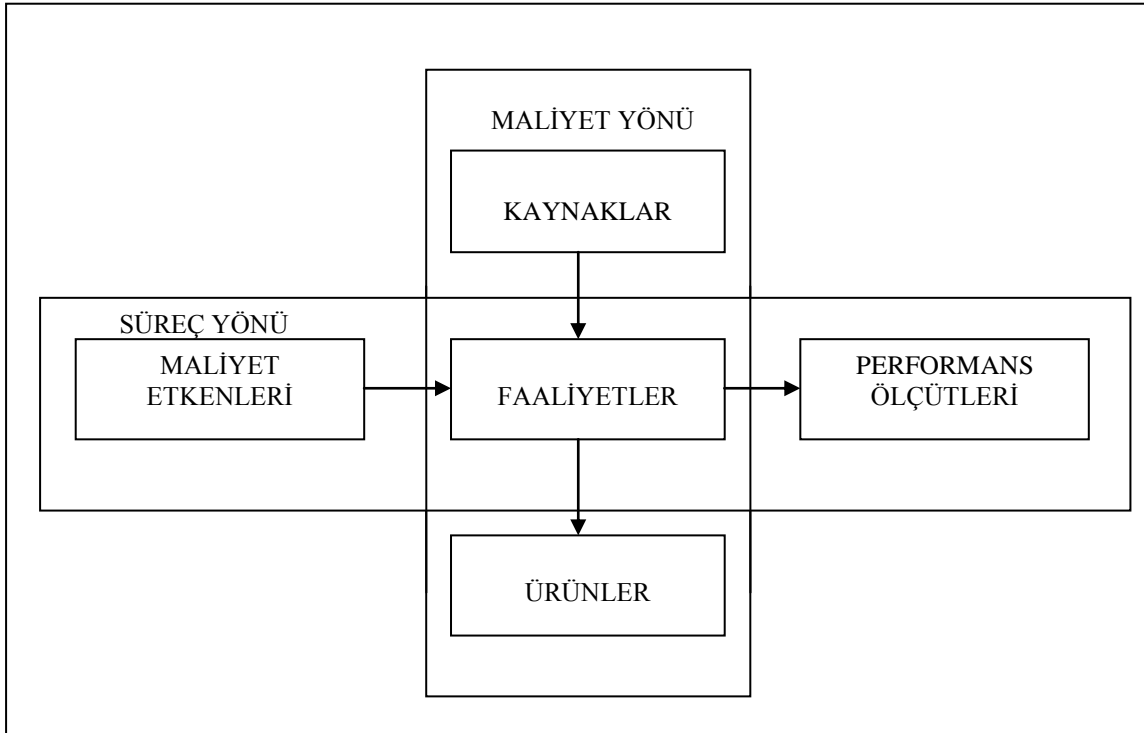 MALİYET YÖNÜ
KAYNAKLAR
SÜREÇ YÖNÜ
MALİYET
ETKENLERİ
FAALİYETLER
PERFORMANS
ÖLÇÜTLERİ
ÜRÜNLER